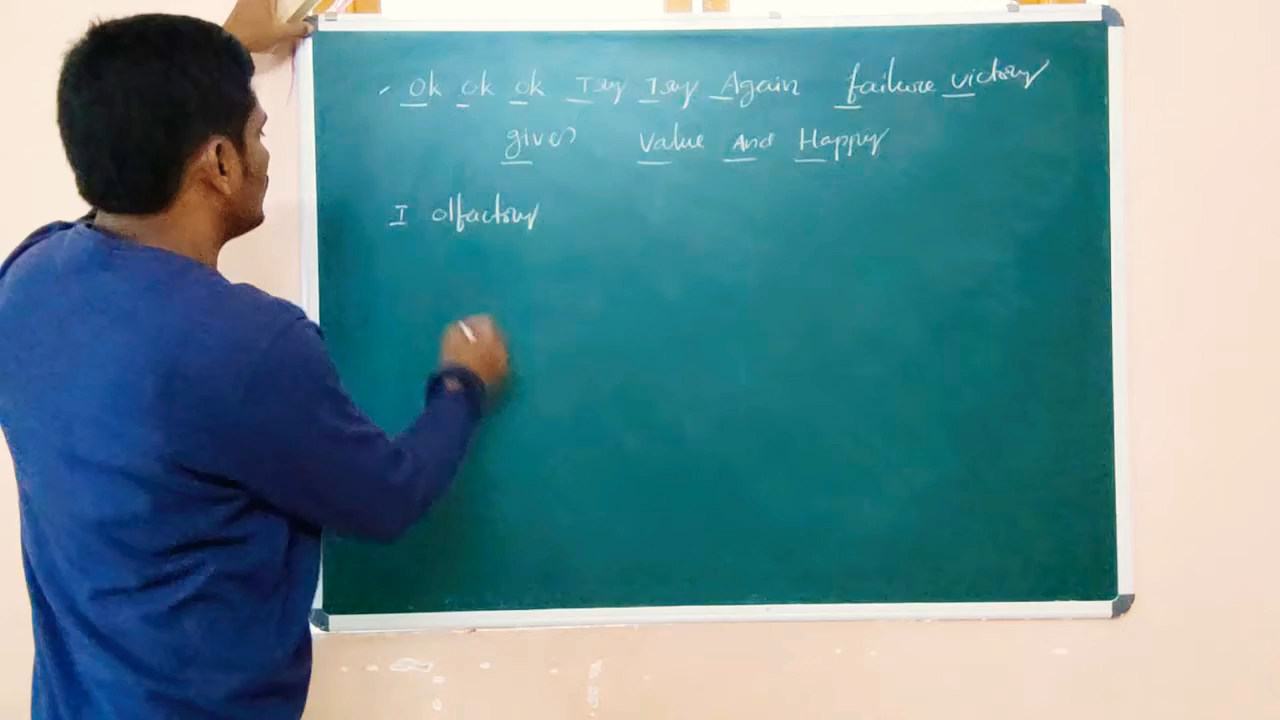 Ok ok ok Try Try Again failure victory
gives Value And Happy
I olfactory